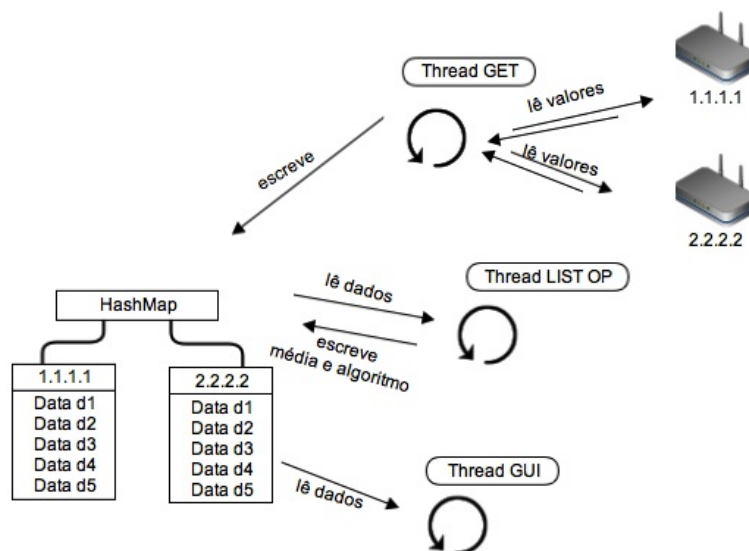 Thread GET
lê valores
1.1.1.1
lê valores
2.2.2.2
escreve
Thread LIST OP
lê dados
escreve
média e algoritmo
HashMap
1.1.1.1
Data d1
Data d2
Data d3
Data d4
Data d5
2.2.2.2
Data d1
Data d2
Data d3
Data d4
Data d5
lê dados
Thread GUI